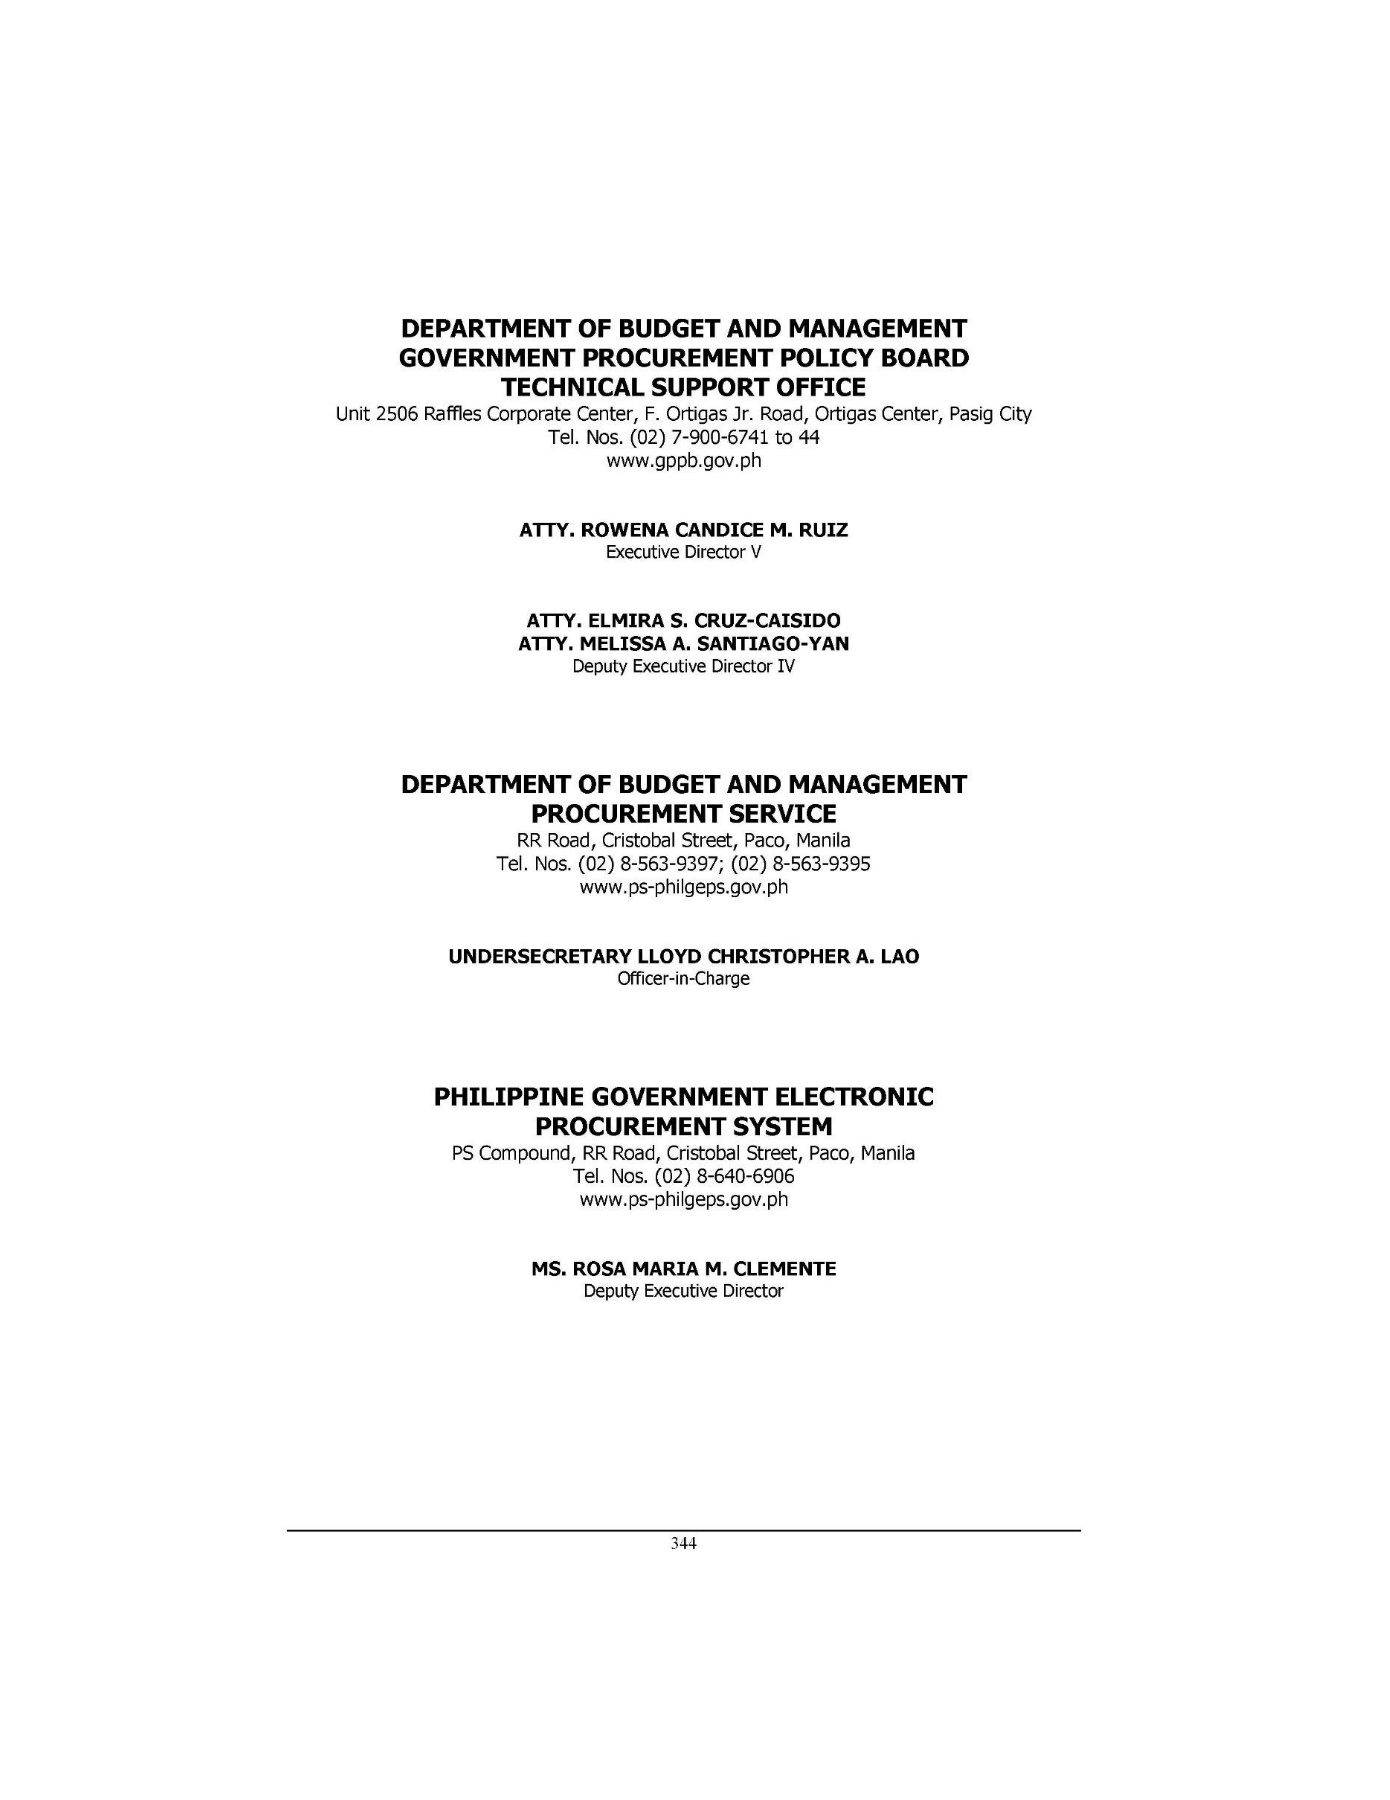 DEPARTMENT OF BUDGET AND MANAGEMENT
GOVERNMENT PROCUREMENT POLICY BOARD
TECHNICAL SUPPORT OFFICE
Unit 2506 Raffles Corporate Center, F. Ortigas Jr. Road, Ortigas Center, Pasig City
Tel. Nos. (02) 7-900-6741 to 44
www.gppb.gov.ph
ATTY. ROWENA CANDICE M. RUIZ
Executive Director V
ATTY. ELMIRA S. CRUZ-CAISIDO
ATTY. MELISSA A. SANTIAGO-YAN
Deputy Executive Director IV
DEPARTMENT OF BUDGET AND MANAGEMENT
PROCUREMENT SERVICE
RR Road, Cristobal Street, Paco, Manila
Tel. Nos. (02) 8-563-9397; (02) 8-563-9395
www.ps-philgeps.gov.ph
UNDERSECRETARY LLOYD CHRISTOPHER A. LAO
Officer-in-Charge
PHILIPPINE GOVERNMENT ELECTRONIC
PROCUREMENT SYSTEM
PS Compound, RR Road, Cristobal Street, Paco, Manila
Tel. Nos. (02) 8-640-6906
www.ps-philgeps.gov.ph
MS. ROSA MARIA M. CLEMENTE
Deputy Executive Director
344